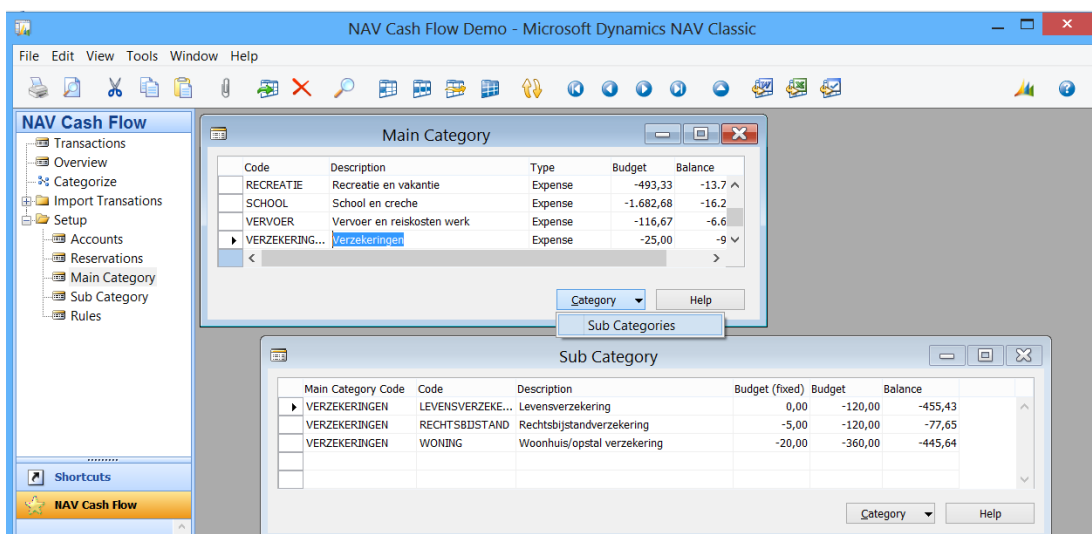 NAV Cash Flow Demo - Microsoft Dynamics NAV Classic
File Edit View Tools Window Help
NAV Cash Flow
Transactions
Overview
Categorize
Import Transations
Setup
Accounts
Reservations
Main Category
Sub Category
Rules
Shortcuts
NAV Cash Flow
Main Category
Code Description Type Budget Balance
RECREATIE Recreatie en vakantie Expense -493,33 -13.7
SCHOOL School en creche Expense -1.682,68 -16.2
VERVOER Vervoer en reiskosten werk Expense -116,67 -6.6
VERZEKERING... Verzekeringen Expense -25,00 -9
Category Help
Sub Categories
Sub Category
Main Category Code Code Description Budget (fixed) Budget Balance
VERZEKERINGEN LEVENSVERZEKE... Levensverzekering 0,00 -120,00 -455,43
VERZEKERINGEN RECHTSBIJSTAND Rechtsbijstandverzekering -5,00 -120,00 -77,65
VERZEKERINGEN WONING Woonhuis/opstal verzekering -20,00 -360,00 -445,64
Category Help